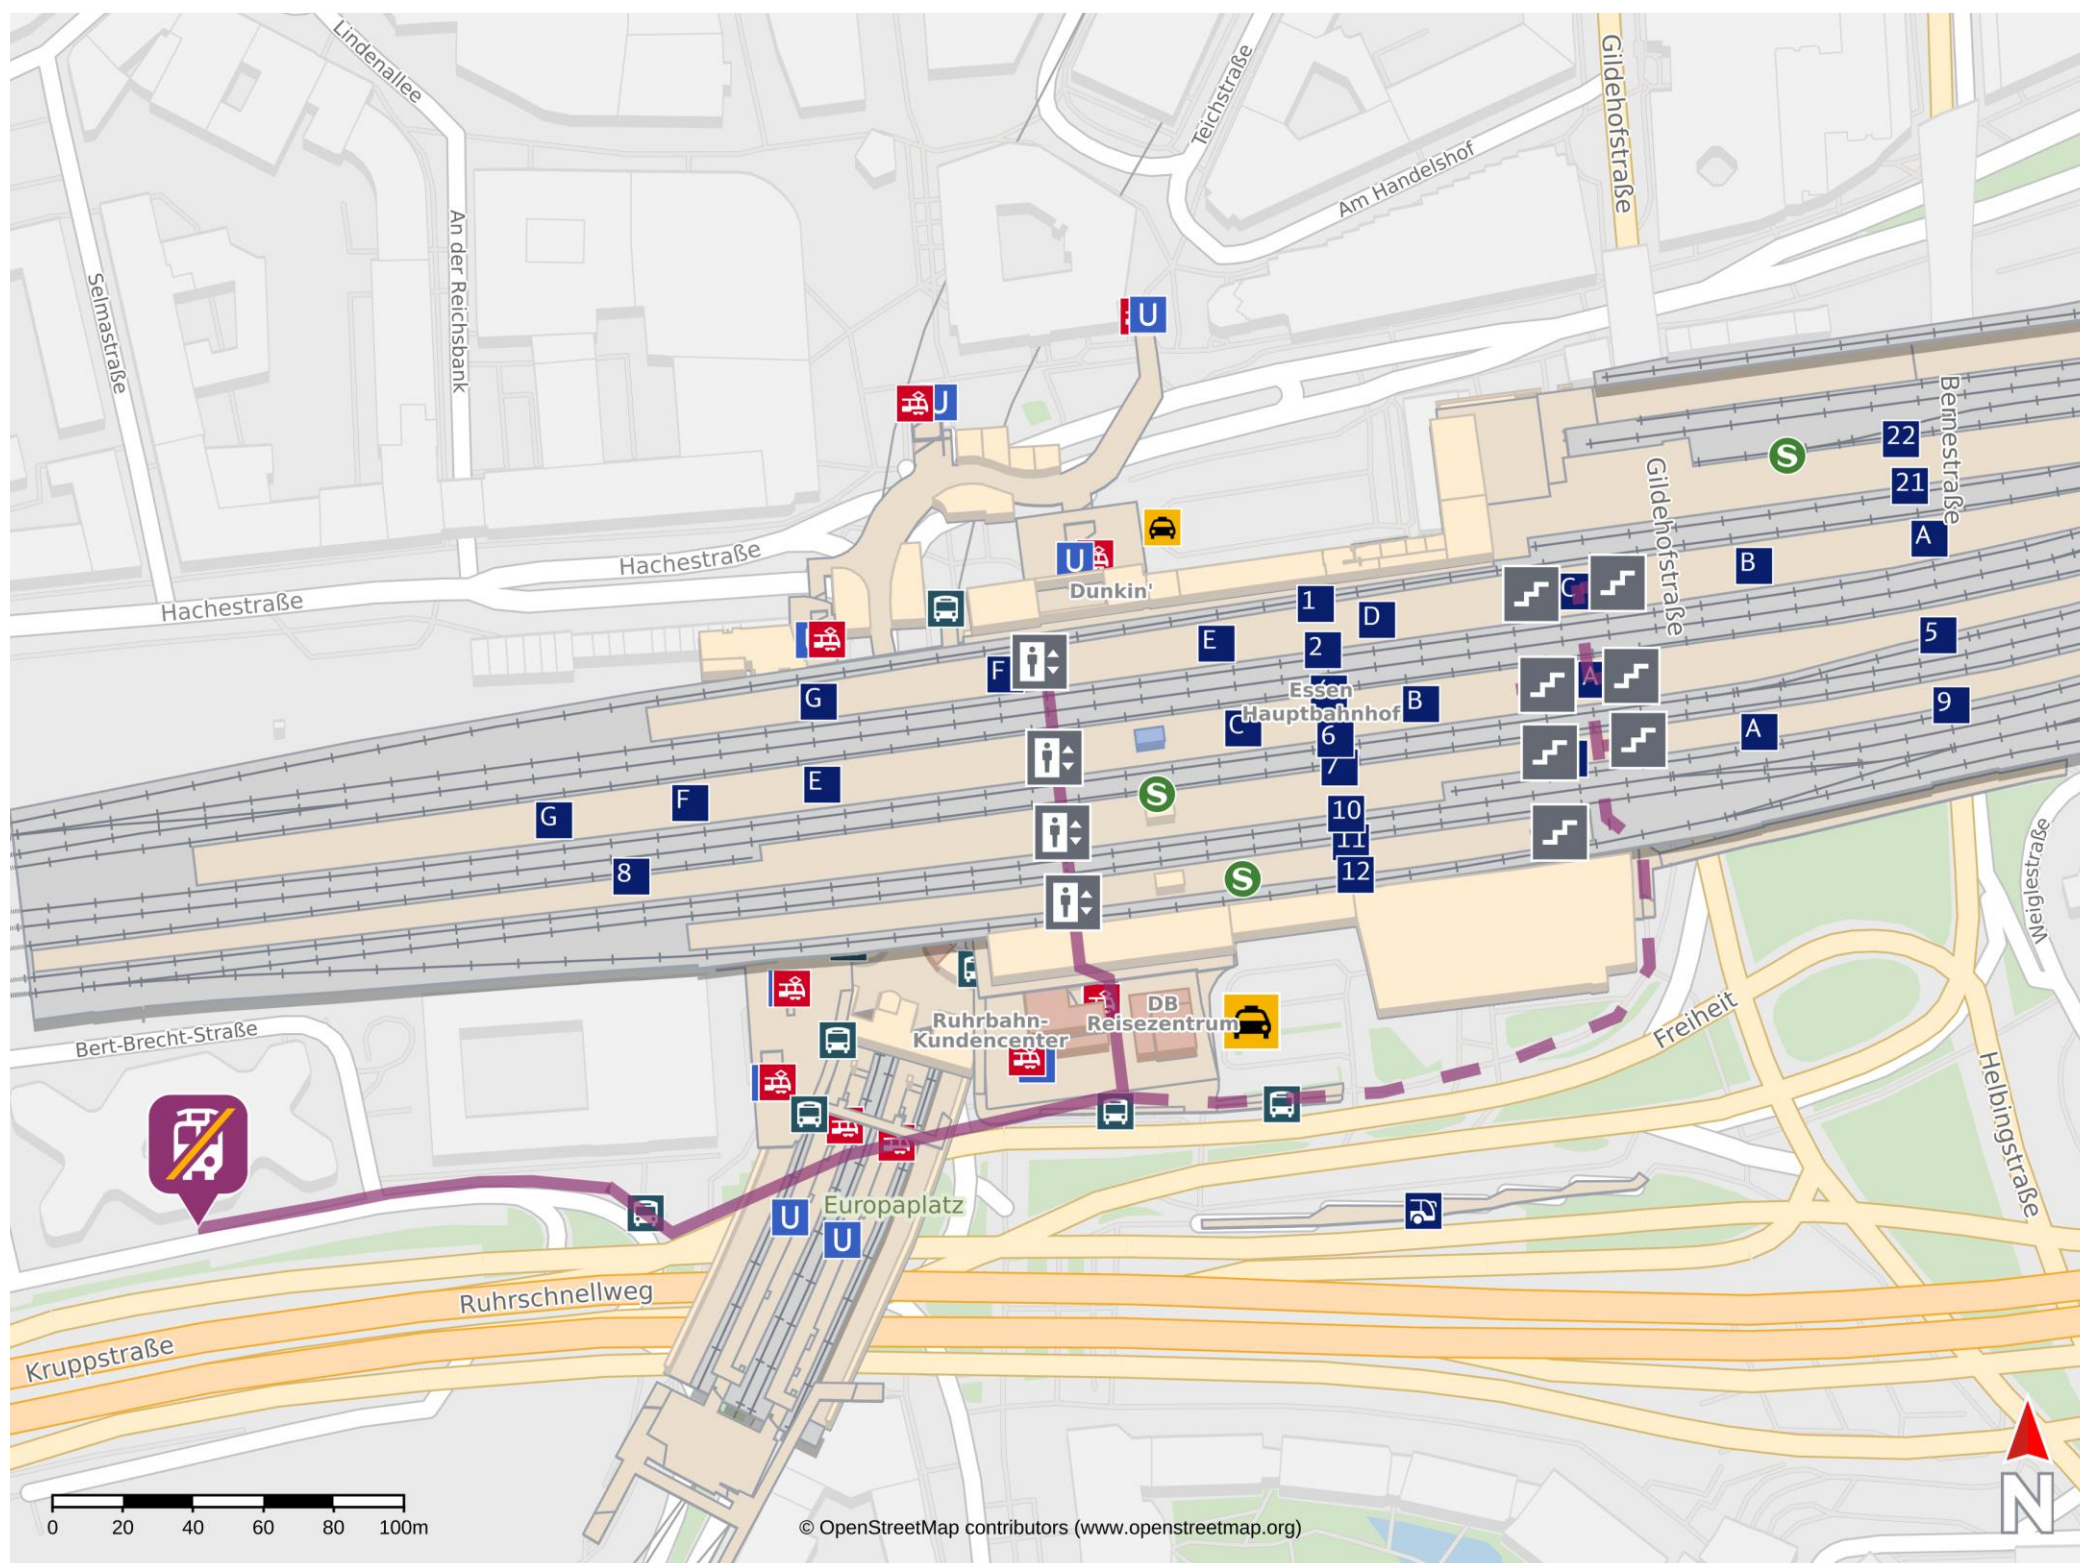 Lindenallee
Teichstraße
Gildehofstraße
Am Handelshof
Selmastraße
An der Reichsbank
U
U
Bernestraße
22
S
21
Gildehofstraße
A
Hachestraße
B
U
Dunkin'
C
Hachestraße
1
D
E
2
5
F
A
G
Essen
Hauptbahnhof
B
9
C
A
6
7
E
S
F
G
10
11
8
12
S
Weiglestraße
DB
Reisezentrum
Ruhrbahn-
Kundencenter
Freiheit
Bert-Brecht-Straße
Helbingstraße
Europaplatz
U
U
Ruhrschnellweg
Kruppstraße
N
0 20 40 60 80 100m
© OpenStreetMap contributors (www.openstreetmap.org)